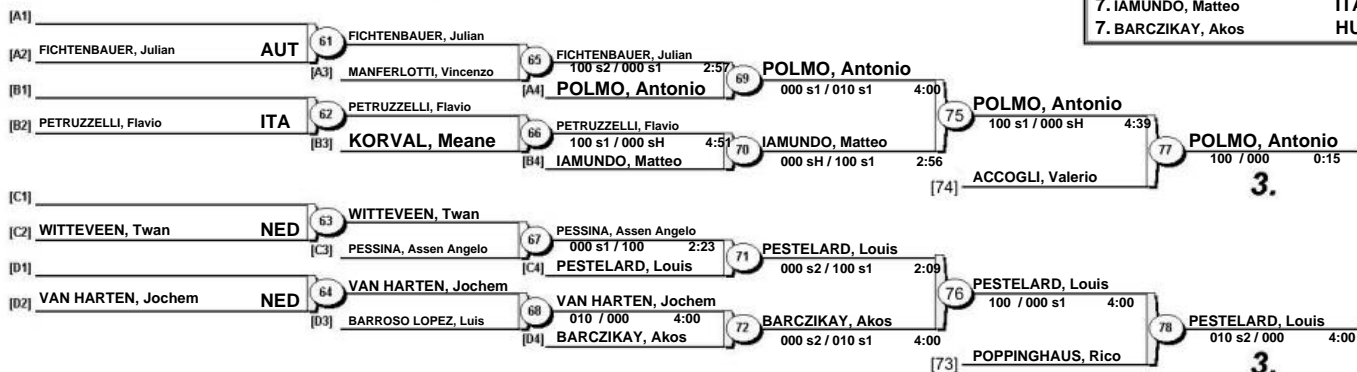 7. IAMUNDO, Matteo ITA
7. BARCZIKAY, Akos HU
[A1]
[A2] FICHTENBAUER, Julian AUT
61
FICHTENBAUER, Julian
[A3] MANFERLOTTI, Vincenzo
65
FICHTENBAUER, Julian
100 s2 / 000 s1 2:57
[A4] POLMO, Antonio
69
POLMO, Antonio
000 s1 / 010 s1 4:00
[B1]
[B2] PETRUZZELLI, Flavio ITA
62
PETRUZZELLI, Flavio
[B3] KORVAL, Meane
66
PETRUZZELLI, Flavio
100 s1 / 000 sH 4:51
[B4] IAMUNDO, Matteo
70
IAMUNDO, Matteo
000 sH / 100 s1 2:56
75
POLMO, Antonio
100 s1 / 000 sH 4:39
[74] ACCOGLI, Valerio
77
POLMO, Antonio
100 / 000 0:15
3.
[C1]
[C2] WITTEVEEN, Twan NED
63
WITTEVEEN, Twan
[C3] PESSINA, Assen Angelo
67
PESSINA, Assen Angelo
000 s1 / 100 2:23
[C4] PESTELARD, Louis
71
PESTELARD, Louis
000 s2 / 100 s1 2:09
[D1]
[D2] VAN HARTEN, Jochem NED
64
VAN HARTEN, Jochem
[D3] BARROSO LOPEZ, Luis
68
VAN HARTEN, Jochem
010 / 000 4:00
[D4] BARCZIKAY, Akos
72
BARCZIKAY, Akos
000 s2 / 010 s1 4:00
76
PESTELARD, Louis
100 / 000 s1 4:00
[73] POPPINGHAUS, Rico
78
PESTELARD, Louis
010 s2 / 000 4:00
3.